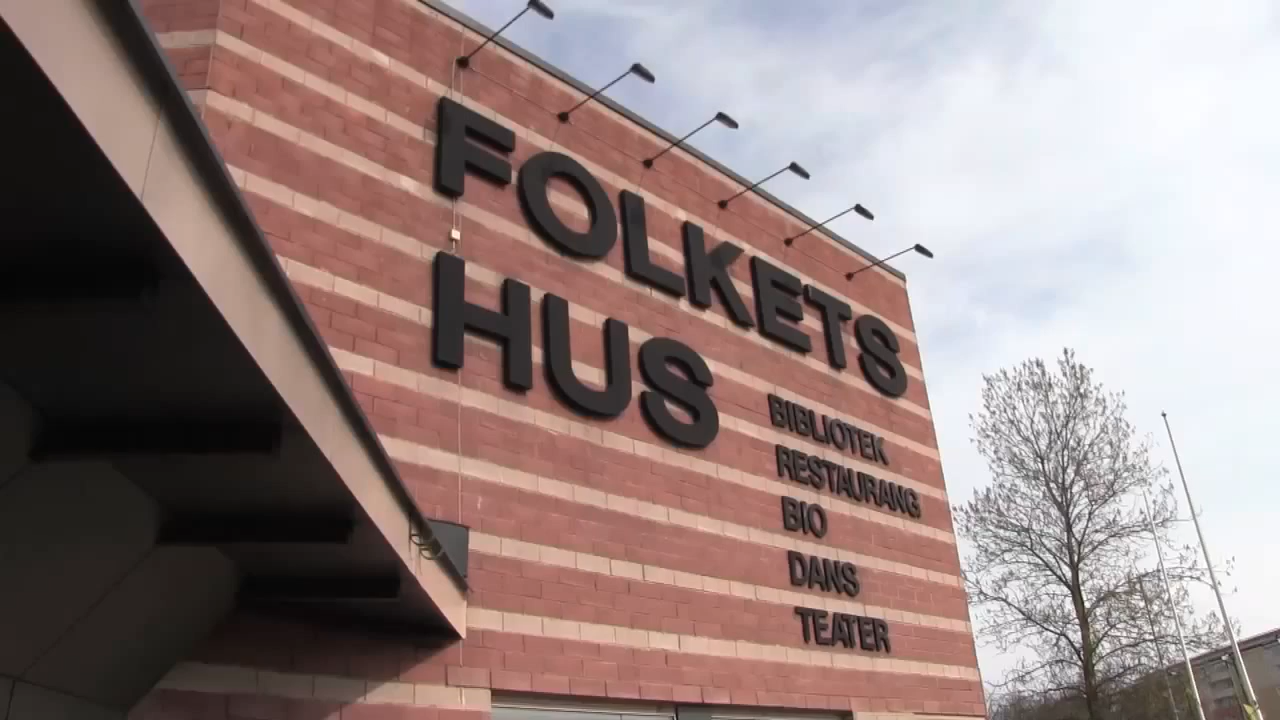 FOLKETS
HUS
BIBLIOTEK
RESTAURANG
BIO
DANS
TEATER